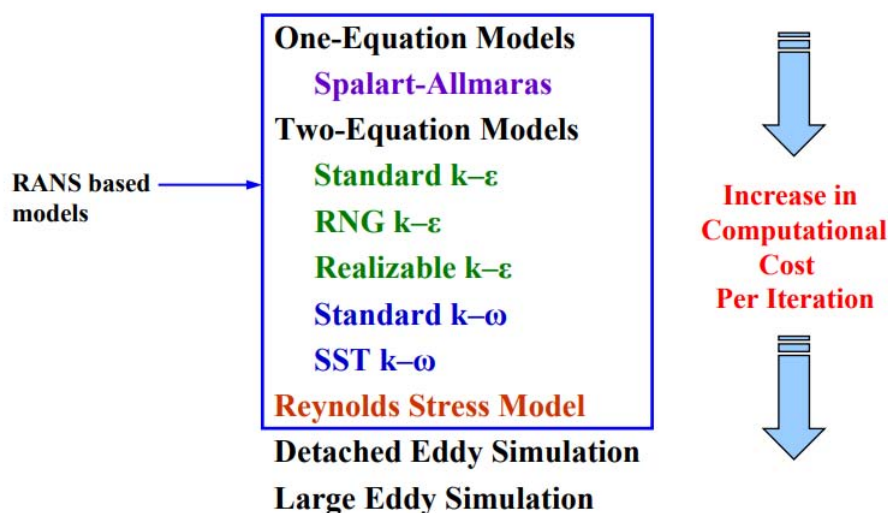 One-Equation Models
Spalart-Allmaras
Two-Equation Models
Standard k–ε
RNG k–ε
Realizable k–ε
Standard k–ω
SST k–ω
Reynolds Stress Model
Detached Eddy Simulation
Large Eddy Simulation
RANS based
models
Increase in
Computational
Cost
Per Iteration